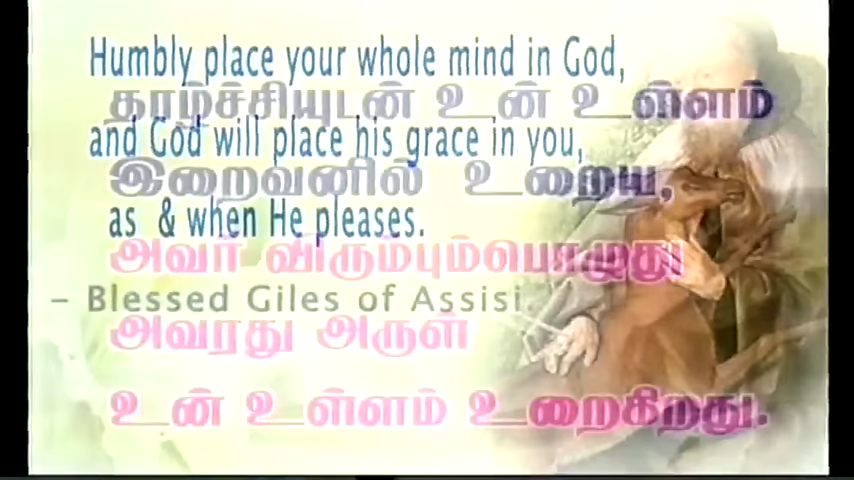 Humbly place your whole mind in God,
தாழ்ச்சியுடன் உன் உள்ளம்
and God will place his grace in you,
இறைவனில் உறைய,
as & when He pleases.
அவர் விரும்பும்பொழுது
– Blessed Giles of Assisi
அவரது அருள்
உன் உள்ளம் உறைகிறது.